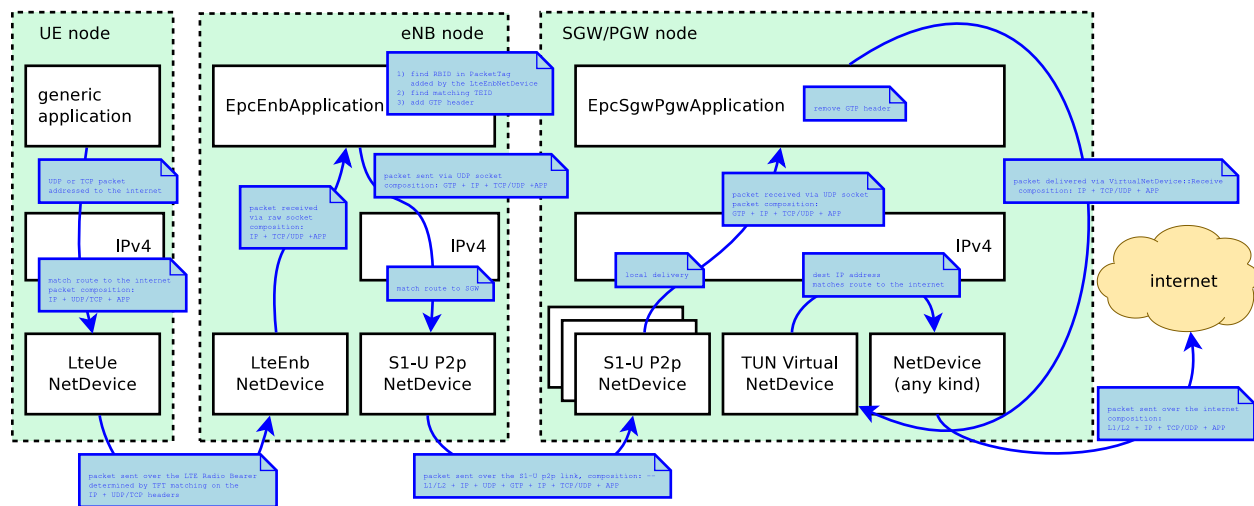 UE node
eNB node
SGW/PGW node
generic
application
UDP or TCP packet
addressed to the internet
IPv4
match route to the internet
packet composition:
IP + UDP/TCP + APP
LteUe
NetDevice
packet sent over the LTE Radio Bearer
determined by TFT matching on the
IP + UDP/TCP headers
EpcEnbApplication
1) find RBID in PacketTag
added by the LteEnbNetDevice
2) find matching TEID
3) add GTP header
packet received
via raw socket
composition:
IP + TCP/UDP +APP
packet sent via UDP socket
composition: GTP + IP + TCP/UDP +APP
IPv4
match route to SGW
LteEnb
NetDevice
S1-U P2p
NetDevice
packet sent over the S1-U p2p link, composition: --
L1/L2 + IP + UDP + GTP + IP + TCP/UDP + APP
EpcSgwPgwApplication
remove GTP header
packet received via UDP socket
packet composition:
GTP + IP + TCP/UDP + APP
IPv4
local delivery
dest IP address
matches route to the internet
S1-U P2p
NetDevice
TUN Virtual
NetDevice
NetDevice
(any kind)
packet delivered via VirtualNetDevice::Receive
composition: IP + TCP/UDP + APP
internet
packet sent over the internet
composition:
L1/L2 + IP + TCP/UDP + APP